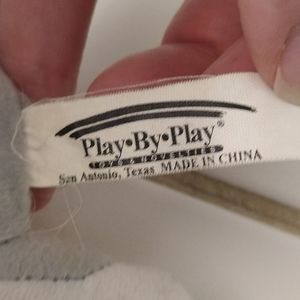 Play•By•Play®
TOYS & NOVELTIES
San Antonio, Texas MADE IN CHINA